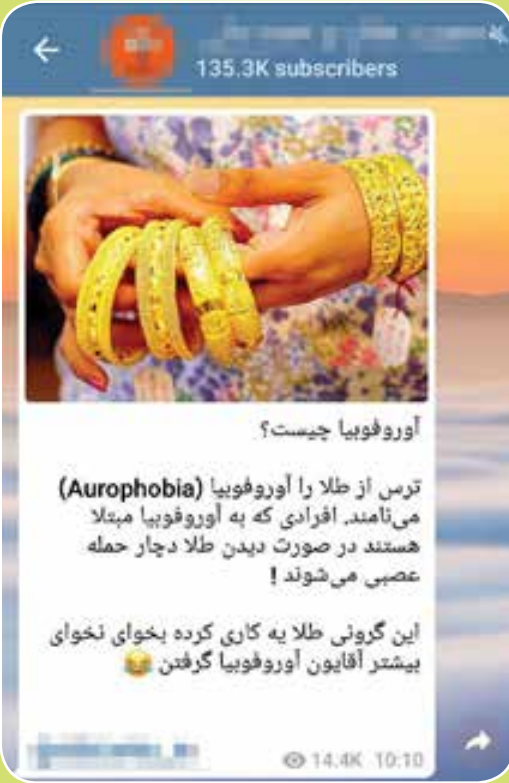 135.3K subscribers
آوروفوبیا چیست؟
ترس از طلا را آوروفوبیا (Aurophobia)
می‌نامند. افرادی که به آوروفوبیا مبتلا
هستند در صورت دیدن طلا دچار حمله
عصبی می‌شوند !
این گرونی طلا یه کاری کرده بخوای نخوای
بیشتر آقایون آوروفوبیا گرفتن 😂
14.4K 10:10